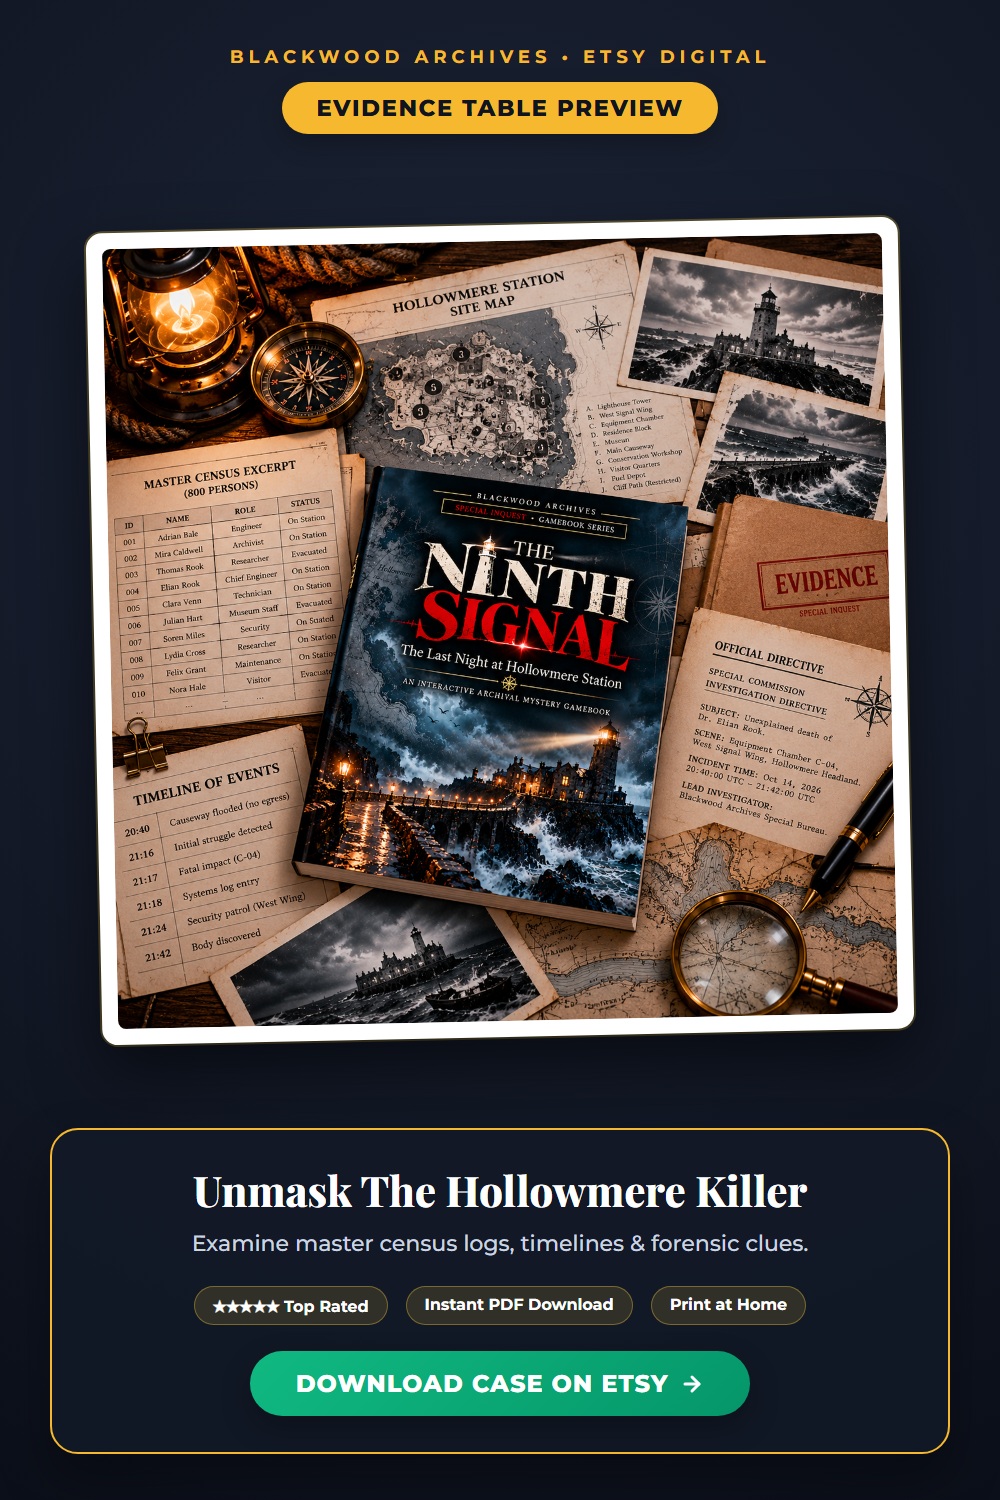 BLACKWOOD ARCHIVES • ETSY DIGITAL
EVIDENCE TABLE PREVIEW
HOLLOWMERE STATION
SITE MAP
N
W
E
S
3
5
A. Lighthouse Tower
B. West Signal Wing
C. Equipment Chamber
D. Residence Block
E. Museum
F. Main Causeway
G. Conservation Workshop
H. Visitor Quarters
I. Fuel Depot
J. Cliff Path (Restricted)
MASTER CENSUS EXCERPT
(800 PERSONS)
ID NAME ROLE STATUS
001 Adrian Bale Engineer On Station
002 Mira Caldwell Archivist On Station
003 Thomas Rook Researcher Evacuated
004 Elian Rook Chief Engineer On Station
005 Clara Venn Technician On Station
006 Julian Hart Museum Staff Evacuated
007 Soren Miles Security On Suated
008 Lydia Cross Researcher On Station
009 Felix Grant Maintenance On Station
010 Nora Hale Visitor Evacuated
... ... ...
BLACKWOOD ARCHIVES
SPECIAL INQUEST • GAMEBOOK SERIES
THE
NINTH
SIGNAL
The Last Night at Hollowmere Station
AN INTERACTIVE ARCHIVAL MYSTERY GAMEBOOK
EVIDENCE
SPECIAL INQUEST
OFFICIAL DIRECTIVE
SPECIAL COMMISSION
INVESTIGATION DIRECTIVE
SUBJECT: Unexplained death of
Dr. Elian Rook.
SCENE: Equipment Chamber C-04,
West Signal Wing, Hollowmere Headland.
INCIDENT TIME: Oct 14, 2026
20:40:00 UTC – 21:42:00 UTC
LEAD INVESTIGATOR:
Blackwood Archives Special Bureau.
TIMELINE OF EVENTS
20:40 Causeway flooded (no egress)
21:16 Initial struggle detected
21:17 Fatal impact (C-04)
21:18 Systems log entry
21:24 Security patrol (West Wing)
21:42 Body discovered
Unmask The Hollowmere Killer
Examine master census logs, timelines & forensic clues.
★★★★★ Top Rated
Instant PDF Download
Print at Home
DOWNLOAD CASE ON ETSY →